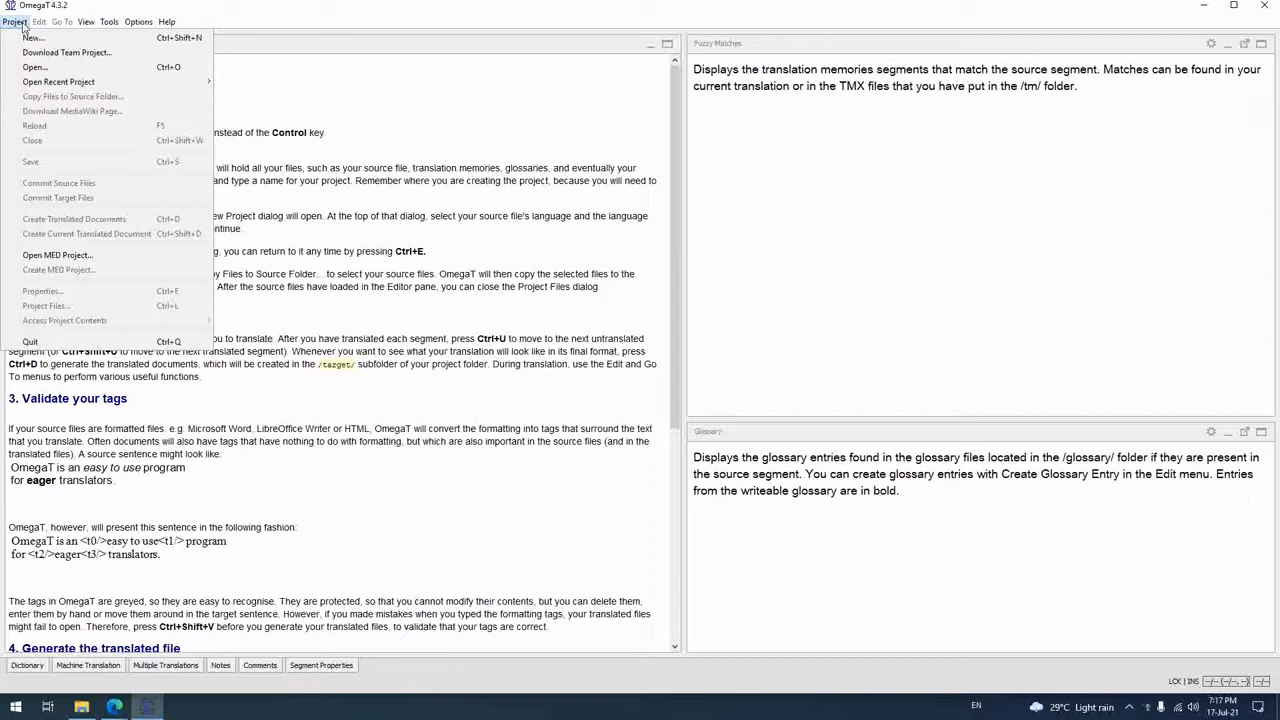 OmegaT 4.3.2
Project Edit Go To View Tools Options Help
New... Ctrl+Shift+N
Download Team Project...
Open... Ctrl+O
Open Recent Project
Copy Files to Source Folder...
Download MediaWiki Page...
Reload F5
Close Ctrl+Shift+W
Save Ctrl+S
Commit Source Files
Commit Target Files
Create Translated Documents Ctrl+D
Create Current Translated Document Ctrl+Shift+D
Open MED Project...
Create MED Project...
Properties... Ctrl+E
Project Files... Ctrl+L
Access Project Contents
Quit Ctrl+Q
nstead of the Control key.
will hold all your files, such as your source file, translation memories, glossaries, and eventually your
and type a name for your project. Remember where you are creating the project, because you will need to
ew Project dialog will open. At the top of that dialog, select your source file's language and the language
ontinue.
g, you can return to it any time by pressing Ctrl+E.
py Files to Source Folder... to select your source files. OmegaT will then copy the selected files to the
After the source files have loaded in the Editor pane, you can close the Project Files dialog.
ou to translate. After you have translated each segment, press Ctrl+U to move to the next untranslated
segment (or Ctrl+Shift+U to move to the next translated segment). Whenever you want to see what your translation will look like in its final format, press
Ctrl+D to generate the translated documents, which will be created in the /target/ subfolder of your project folder. During translation, use the Edit and Go
To menus to perform various useful functions.
3. Validate your tags
If your source files are formatted files, e.g. Microsoft Word, LibreOffice Writer or HTML, OmegaT will convert the formatting into tags that surround the text
that you translate. Often documents will also have tags that have nothing to do with formatting, but which are also important in the source files (and in the
translated files). A source sentence might look like:
OmegaT is an easy to use program
for eager translators.
OmegaT, however, will present this sentence in the following fashion:
OmegaT is an <t0/>easy to use<t1/> program
for <t2/>eager<t3/> translators.
The tags in OmegaT are greyed, so they are easy to recognise. They are protected, so that you cannot modify their contents, but you can delete them,
enter them by hand or move them around in the target sentence. However, if you made mistakes when you typed the formatting tags, your translated files
might fail to open. Therefore, press Ctrl+Shift+V before you generate your translated files, to validate that your tags are correct.
4. Generate the translated file
Fuzzy Matches
Displays the translation memories segments that match the source segment. Matches can be found in your
current translation or in the TMX files that you have put in the /tm/ folder.
Glossary
Displays the glossary entries found in the glossary files located in the /glossary/ folder if they are present in
the source segment. You can create glossary entries with Create Glossary Entry in the Edit menu. Entries
from the writeable glossary are in bold.
Dictionary Machine Translation Multiple Translations Notes Comments Segment Properties
LCK | INS --/-- (--/--, --) --/--
EN 29°C Light rain 7:17 PM
17-Jul-21